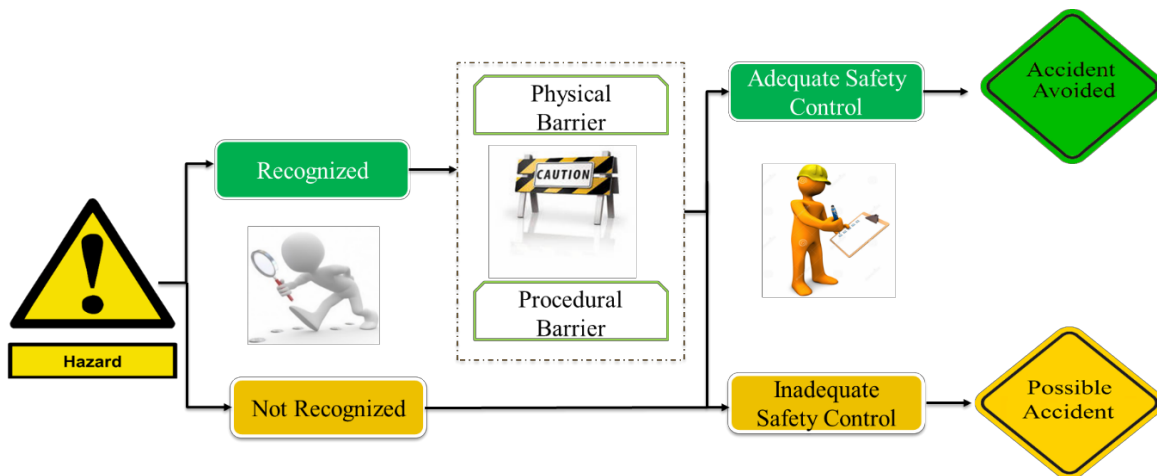 Physical
Barrier
Adequate Safety
Control
Accident
Avoided
Recognized
CAUTION
Procedural
Barrier
Hazard
Not Recognized
Inadequate
Safety Control
Possible
Accident